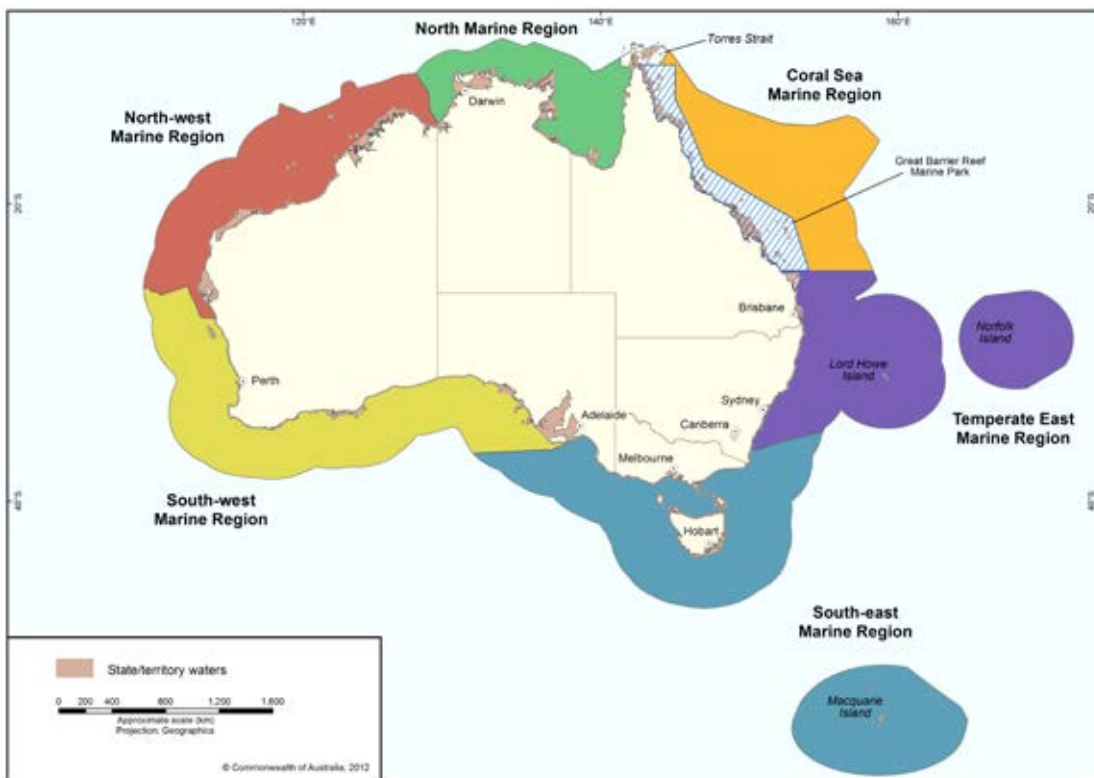 120°E
140°E
160°E
North Marine Region
Torres Strait
Coral Sea
Marine Region
Darwin
North-west
Marine Region
Great Barrier Reef
Marine Park
20°S
20°S
Brisbane
Norfolk
Island
Lord Howe
Island
Perth
Sydney
Adelaide
Canberra
Temperate East
Marine Region
Melbourne
South-west
Marine Region
40°S
40°S
Hobart
South-east
Marine Region
State/territory waters
Macquarie
Island
0 200 400 800 1,200 1,600
Approximate scale (km)
Projection: Geographics
© Commonwealth of Australia, 2012